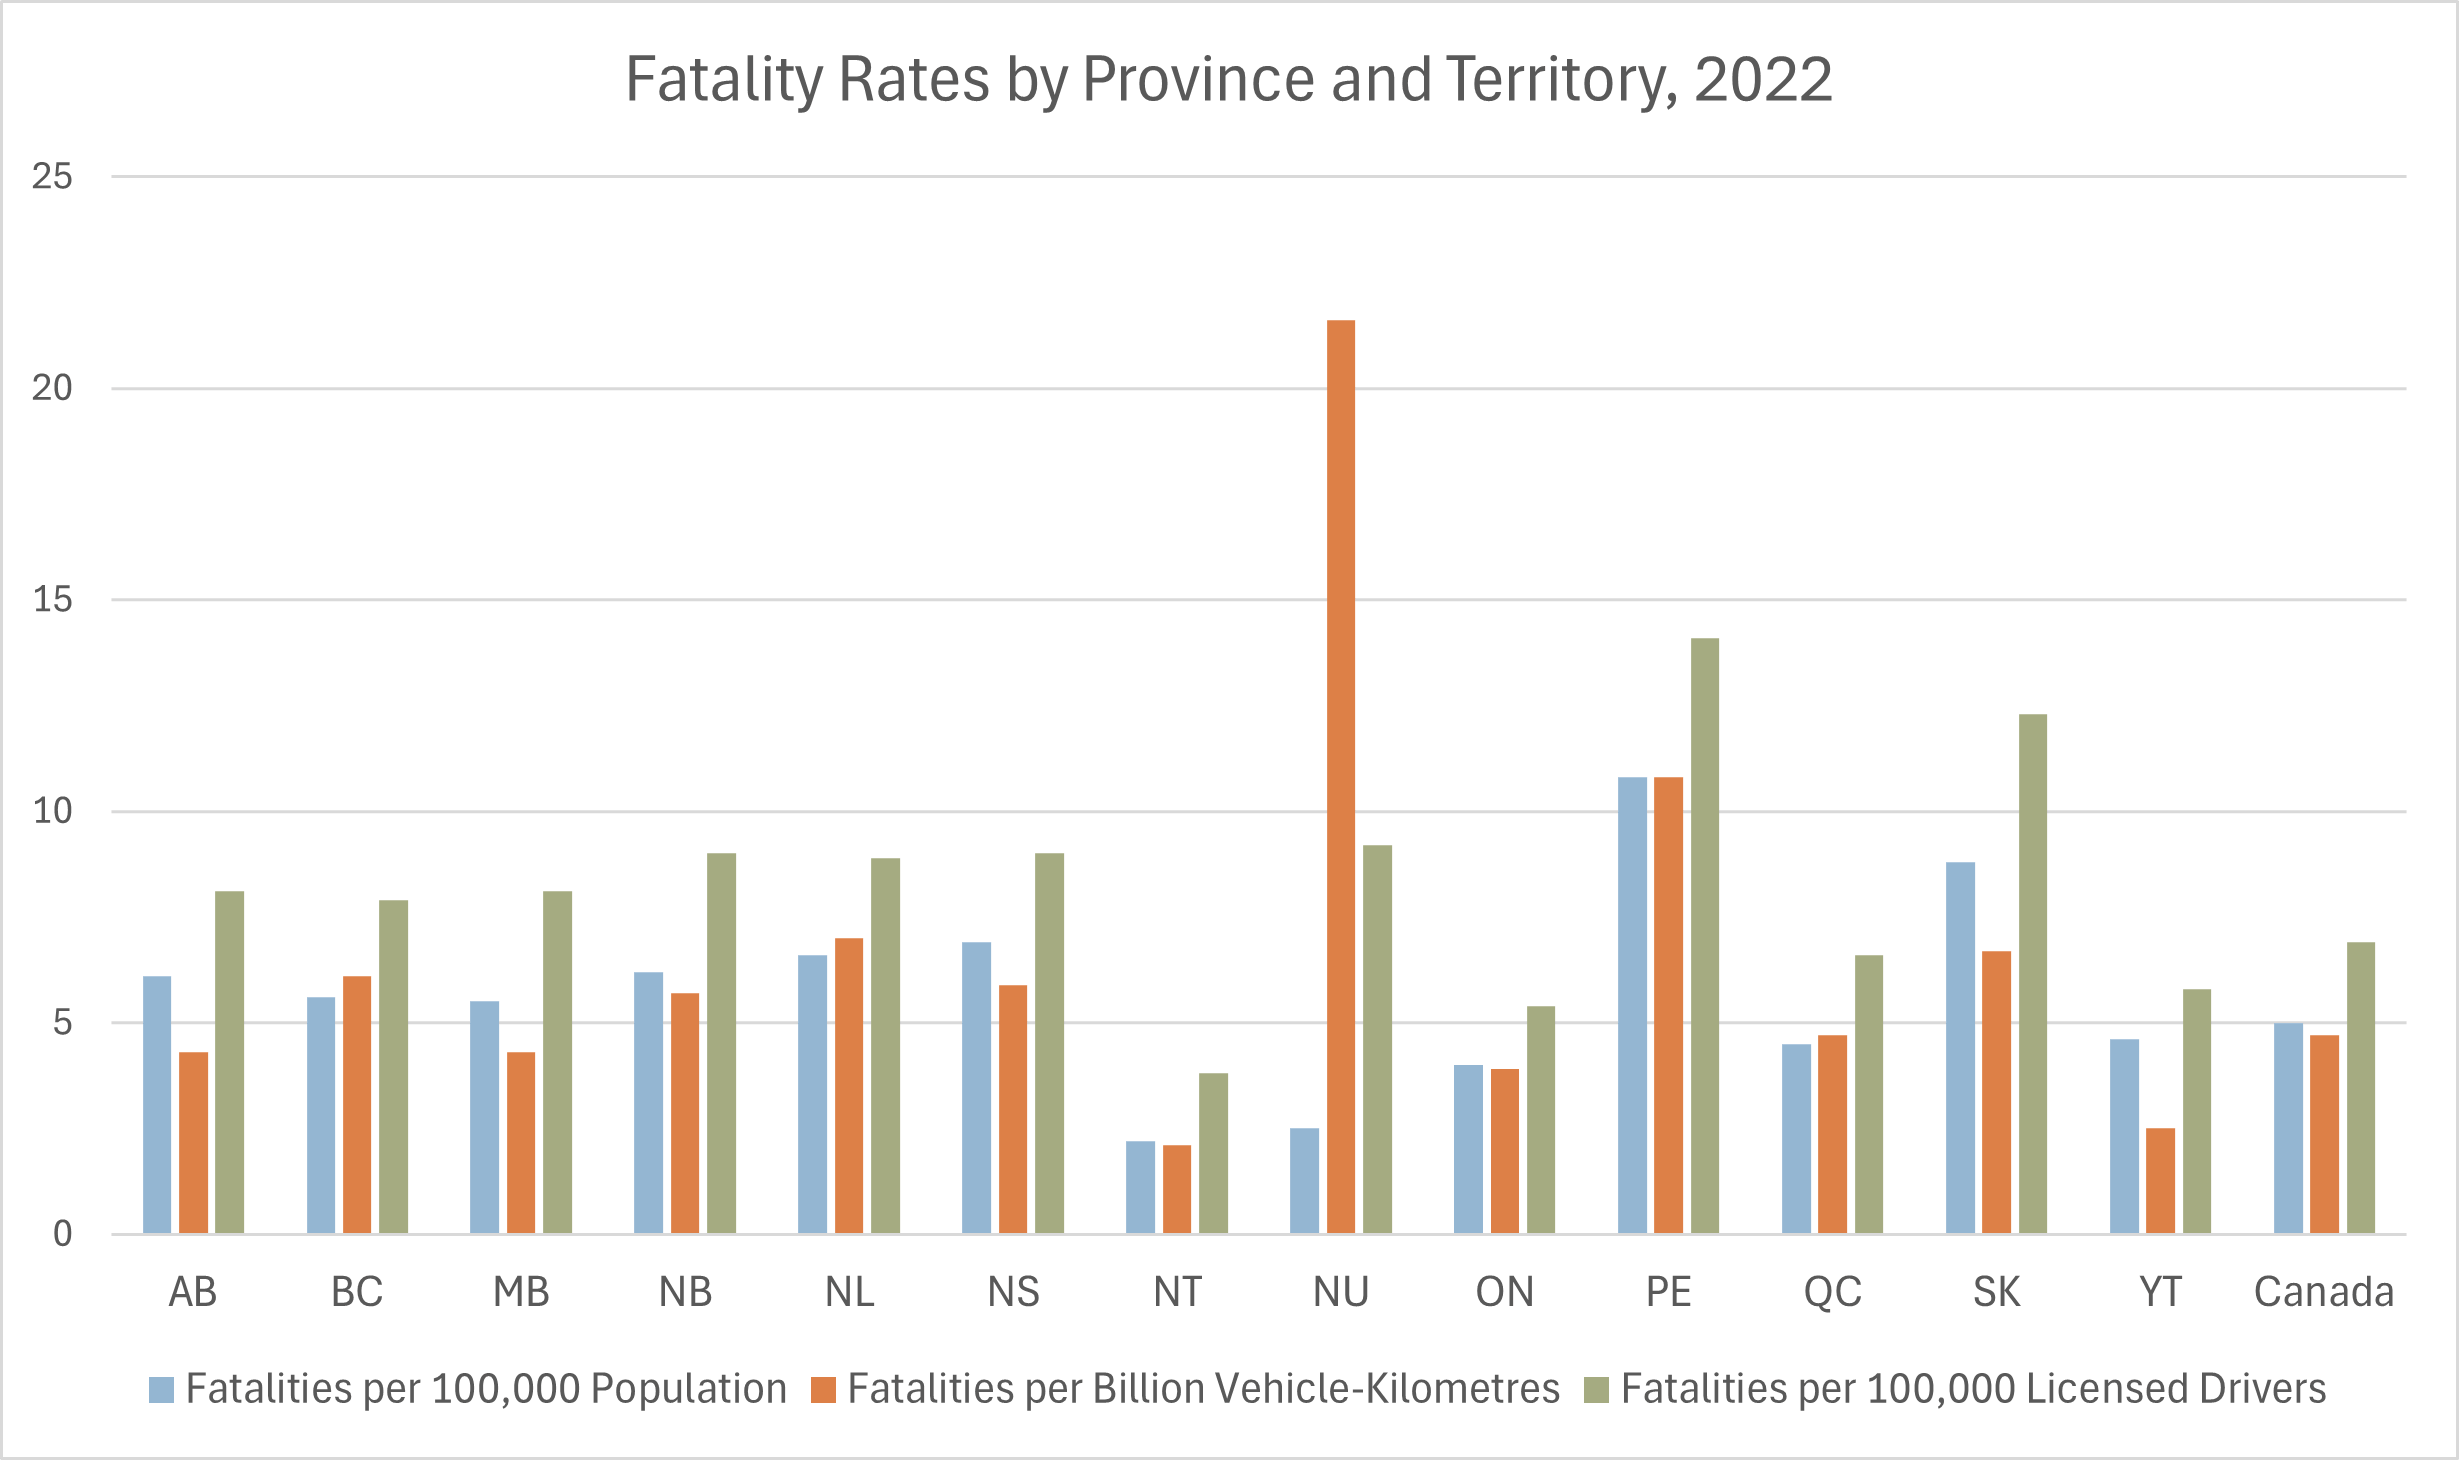 Fatality Rates by Province and Territory, 2022
25
20
15
10
5
0
AB BC MB NB NL NS NT NU ON PE QC SK YT Canada
Fatalities per 100,000 Population Fatalities per Billion Vehicle-Kilometres Fatalities per 100,000 Licensed Drivers